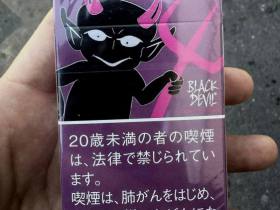 BLACK
DEVIL
20歳未満の者の喫煙
は、法律で禁じられてい
ます。
喫煙は、肺がんをはじめ、